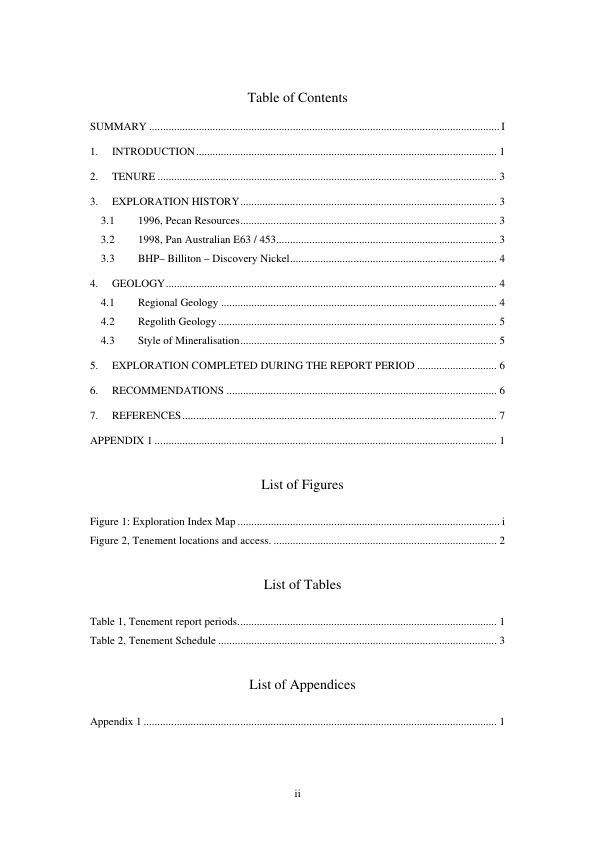 Table of Contents
SUMMARY ........................................................................................................................... I
1. INTRODUCTION ............................................................................................................ 1
2. TENURE .......................................................................................................................... 3
3. EXPLORATION HISTORY ............................................................................................ 3
3.1 1996, Pecan Resources ............................................................................................ 3
3.2 1998, Pan Australian E63 / 453 ............................................................................... 3
3.3 BHP– Billiton – Discovery Nickel .......................................................................... 4
4. GEOLOGY ...................................................................................................................... 4
4.1 Regional Geology .................................................................................................... 4
4.2 Regolith Geology .................................................................................................... 5
4.3 Style of Mineralisation ............................................................................................ 5
5. EXPLORATION COMPLETED DURING THE REPORT PERIOD ............................ 6
6. RECOMMENDATIONS ................................................................................................. 6
7. REFERENCES ................................................................................................................ 7
APPENDIX 1 ......................................................................................................................... 1
List of Figures
Figure 1: Exploration Index Map ............................................................................................ i
Figure 2, Tenement locations and access. .............................................................................. 2
List of Tables
Table 1, Tenement report periods. .......................................................................................... 1
Table 2, Tenement Schedule .................................................................................................. 3
List of Appendices
Appendix 1 ............................................................................................................................. 1
ii